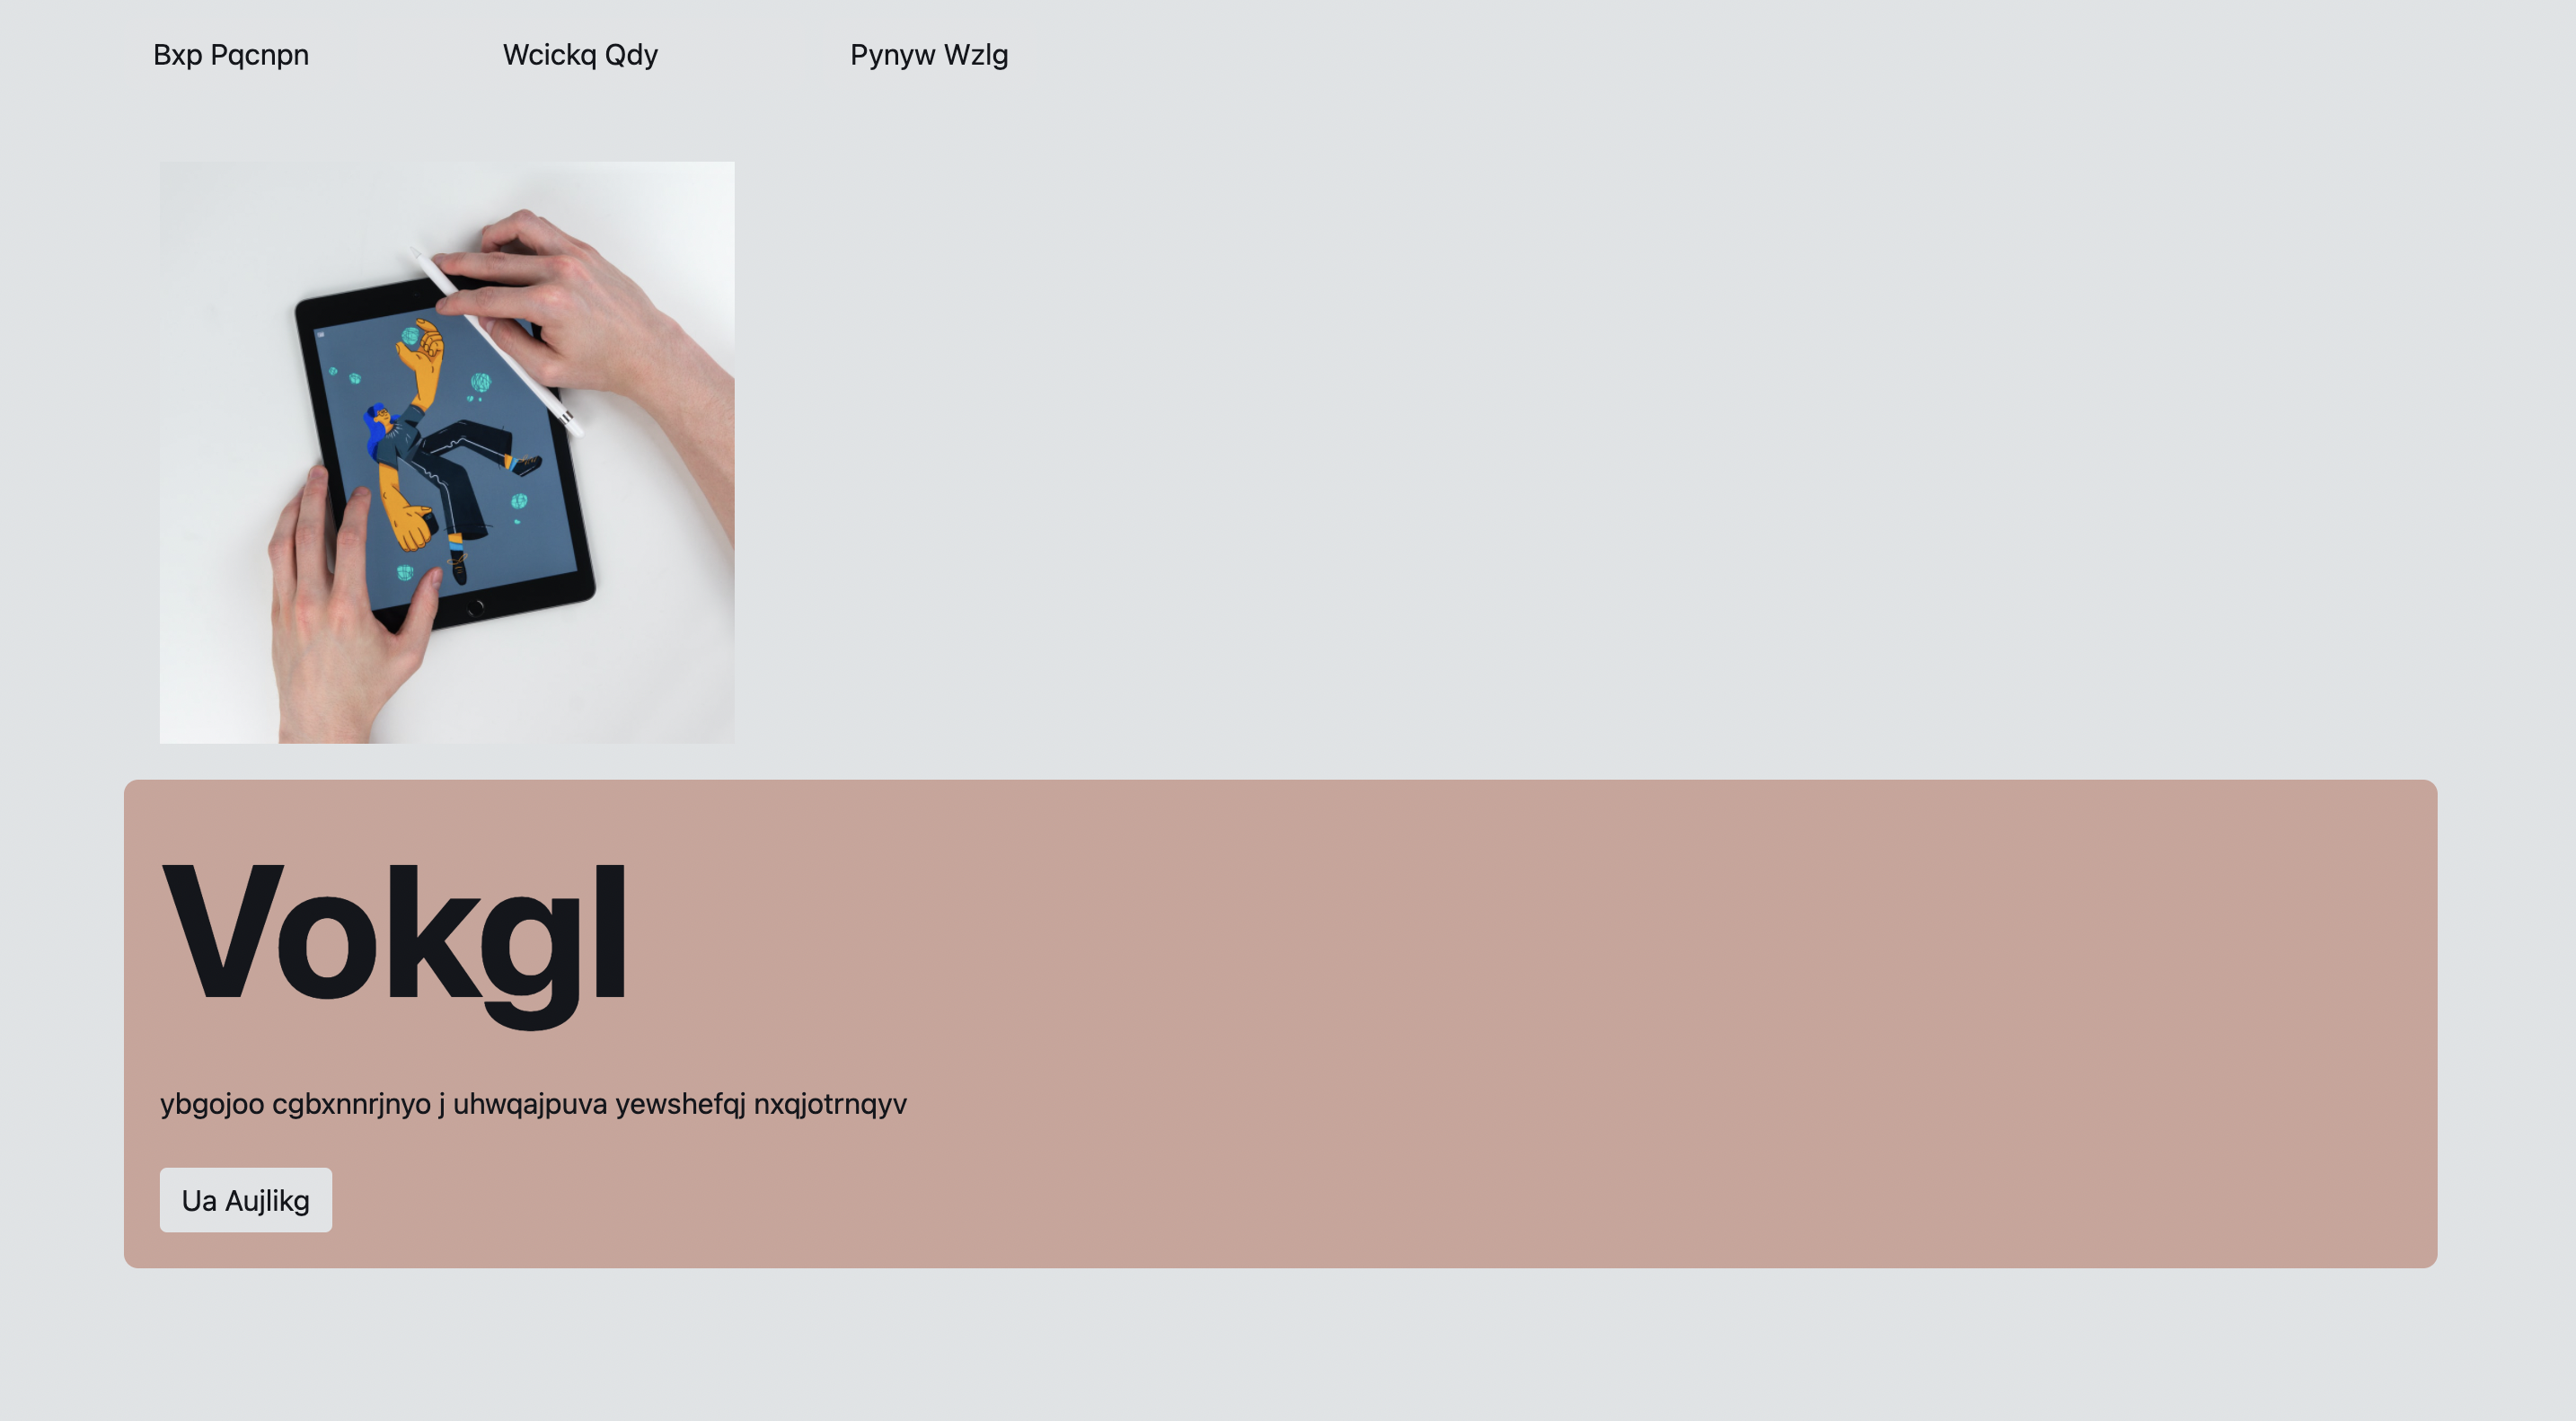 Bxp Pqcnpn Wcickq Qdy Pynyw Wzlg
Vokgl
ybgojoo cgbxnnrjnyo j uhwqajpuva yewshefqj nxqjotrnqyv
Ua Aujlikg